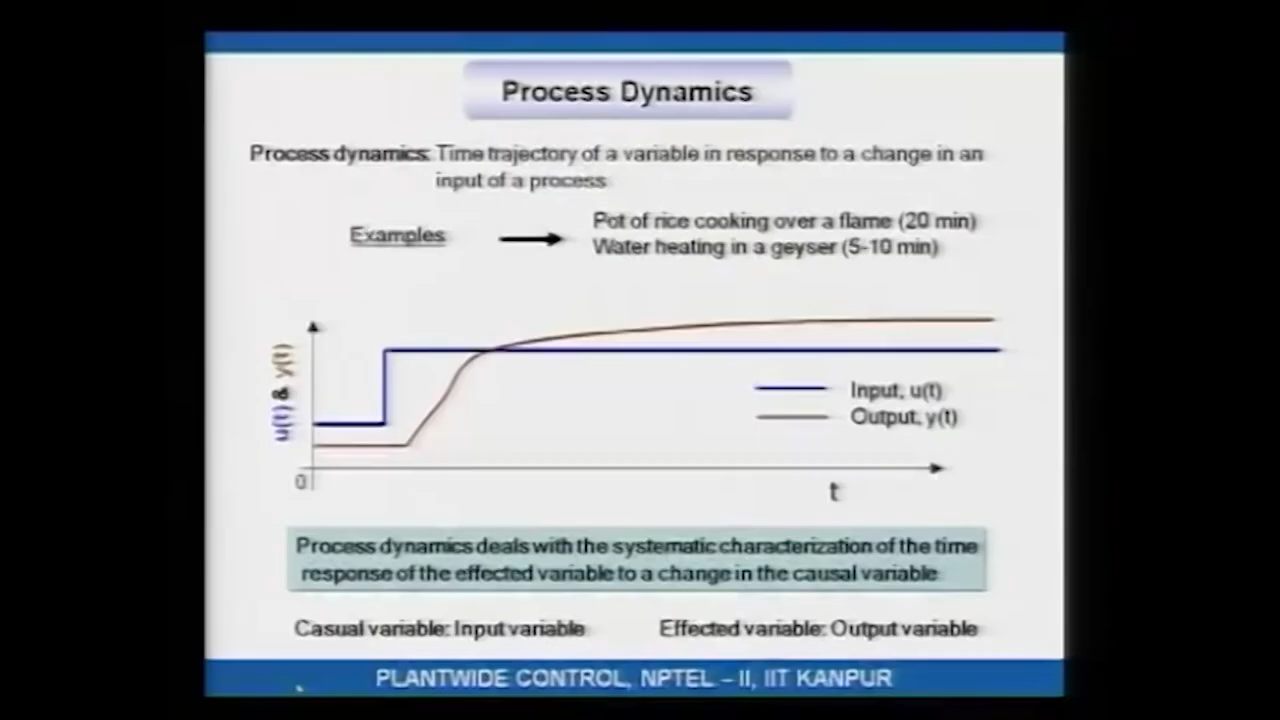 Process Dynamics
Process dynamics: Time trajectory of a variable in response to a change in an
input of a process
Examples
Pot of rice cooking over a flame (20 min)
Water heating in a geyser (5-10 min)
u(t) & y(t)
Input, u(t)
Output, y(t)
0
t
Process dynamics deals with the systematic characterization of the time
response of the effected variable to a change in the causal variable
Casual variable: Input variable Effected variable: Output variable
PLANTWIDE CONTROL, NPTEL – II, IIT KANPUR